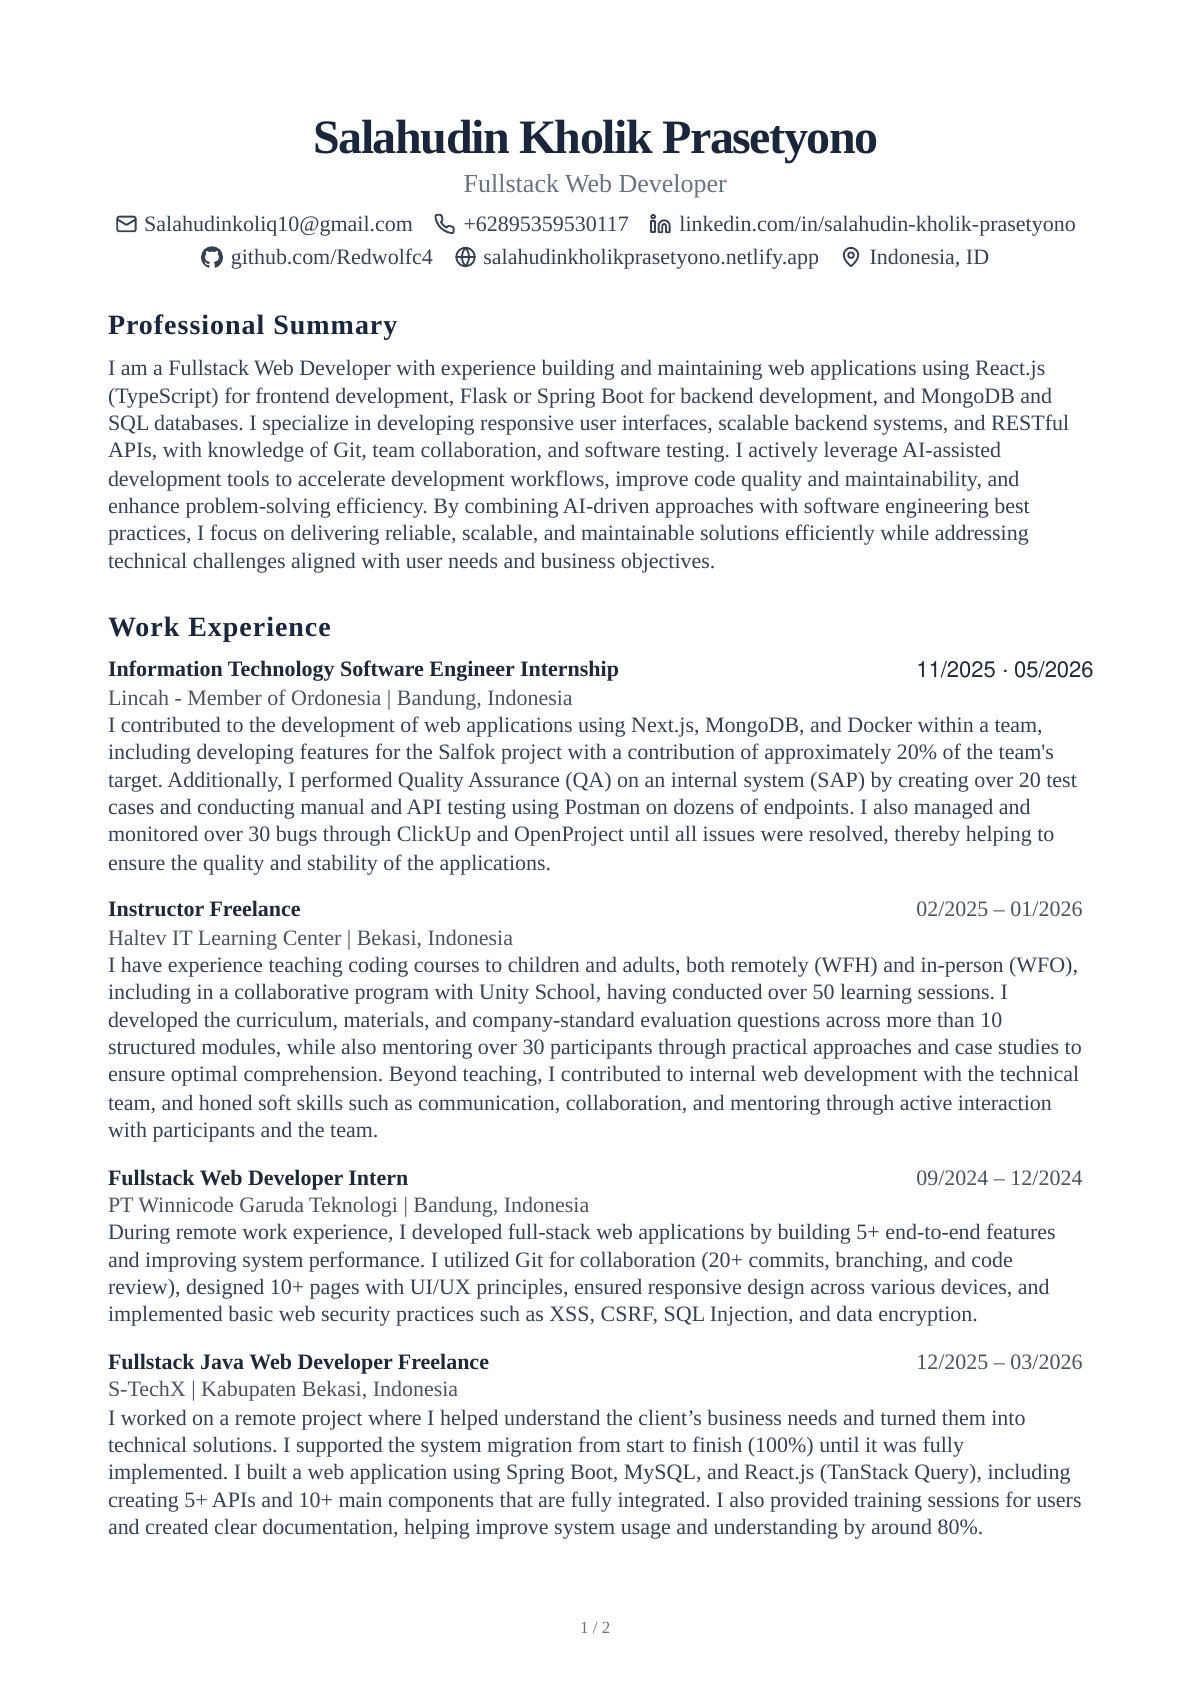 Salahudin Kholik Prasetyono
Fullstack Web Developer
Salahudinkoliq10@gmail.com +62895359530117 linkedin.com/in/salahudin-kholik-prasetyono
github.com/Redwolfc4 salahudinkholikprasetyono.netlify.app Indonesia, ID
Professional Summary
I am a Fullstack Web Developer with experience building and maintaining web applications using React.js
(TypeScript) for frontend development, Flask or Spring Boot for backend development, and MongoDB and
SQL databases. I specialize in developing responsive user interfaces, scalable backend systems, and RESTful
APIs, with knowledge of Git, team collaboration, and software testing. I actively leverage AI-assisted
development tools to accelerate development workflows, improve code quality and maintainability, and
enhance problem-solving efficiency. By combining AI-driven approaches with software engineering best
practices, I focus on delivering reliable, scalable, and maintainable solutions efficiently while addressing
technical challenges aligned with user needs and business objectives.
Work Experience
Information Technology Software Engineer Internship 11/2025 · 05/2026
Lincah - Member of Ordonesia | Bandung, Indonesia
I contributed to the development of web applications using Next.js, MongoDB, and Docker within a team,
including developing features for the Salfok project with a contribution of approximately 20% of the team's
target. Additionally, I performed Quality Assurance (QA) on an internal system (SAP) by creating over 20 test
cases and conducting manual and API testing using Postman on dozens of endpoints. I also managed and
monitored over 30 bugs through ClickUp and OpenProject until all issues were resolved, thereby helping to
ensure the quality and stability of the applications.
Instructor Freelance 02/2025 – 01/2026
Haltev IT Learning Center | Bekasi, Indonesia
I have experience teaching coding courses to children and adults, both remotely (WFH) and in-person (WFO),
including in a collaborative program with Unity School, having conducted over 50 learning sessions. I
developed the curriculum, materials, and company-standard evaluation questions across more than 10
structured modules, while also mentoring over 30 participants through practical approaches and case studies to
ensure optimal comprehension. Beyond teaching, I contributed to internal web development with the technical
team, and honed soft skills such as communication, collaboration, and mentoring through active interaction
with participants and the team.
Fullstack Web Developer Intern 09/2024 – 12/2024
PT Winnicode Garuda Teknologi | Bandung, Indonesia
During remote work experience, I developed full-stack web applications by building 5+ end-to-end features
and improving system performance. I utilized Git for collaboration (20+ commits, branching, and code
review), designed 10+ pages with UI/UX principles, ensured responsive design across various devices, and
implemented basic web security practices such as XSS, CSRF, SQL Injection, and data encryption.
Fullstack Java Web Developer Freelance 12/2025 – 03/2026
S-TechX | Kabupaten Bekasi, Indonesia
I worked on a remote project where I helped understand the client’s business needs and turned them into
technical solutions. I supported the system migration from start to finish (100%) until it was fully
implemented. I built a web application using Spring Boot, MySQL, and React.js (TanStack Query), including
creating 5+ APIs and 10+ main components that are fully integrated. I also provided training sessions for users
and created clear documentation, helping improve system usage and understanding by around 80%.
1 / 2